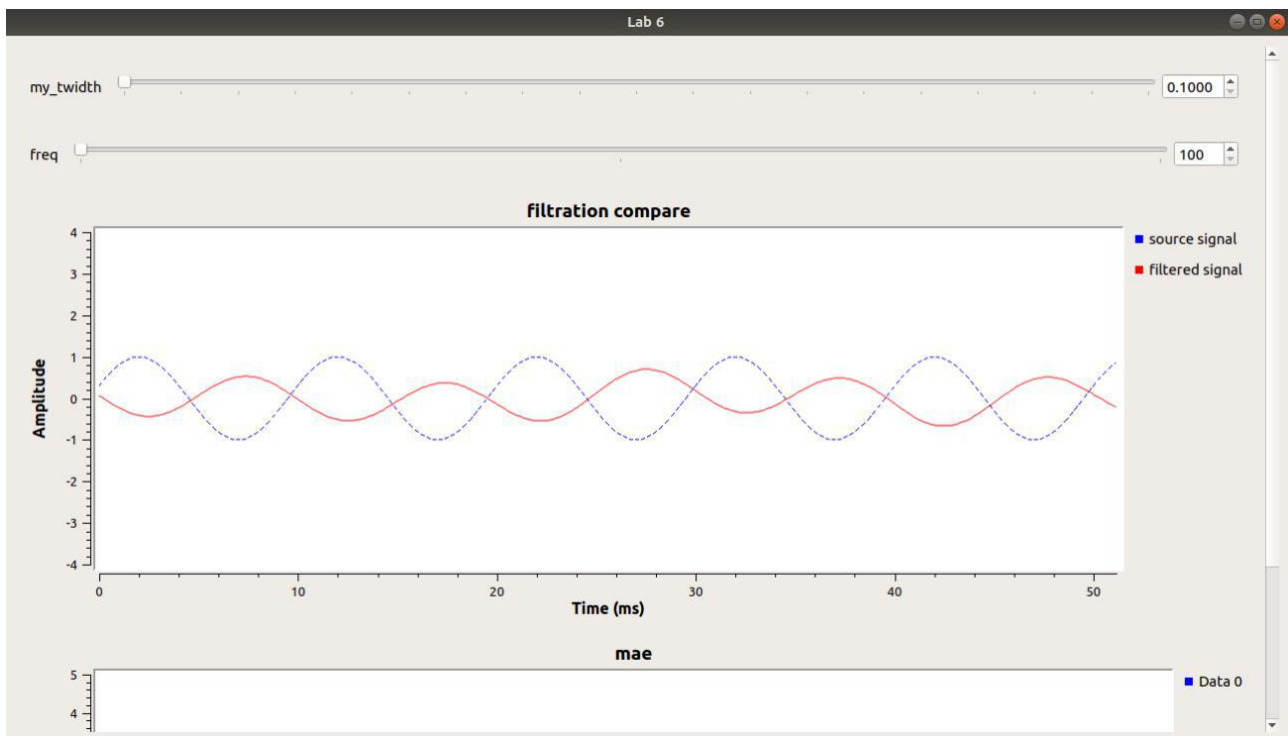 Lab 6
my_twidth 0.1000
freq 100
filtration compare
source signal
filtered signal
Amplitude
4
3
2
1
0
-1
-2
-3
-4
0 10 20 30 40 50
Time (ms)
mae
Data 0
5
4